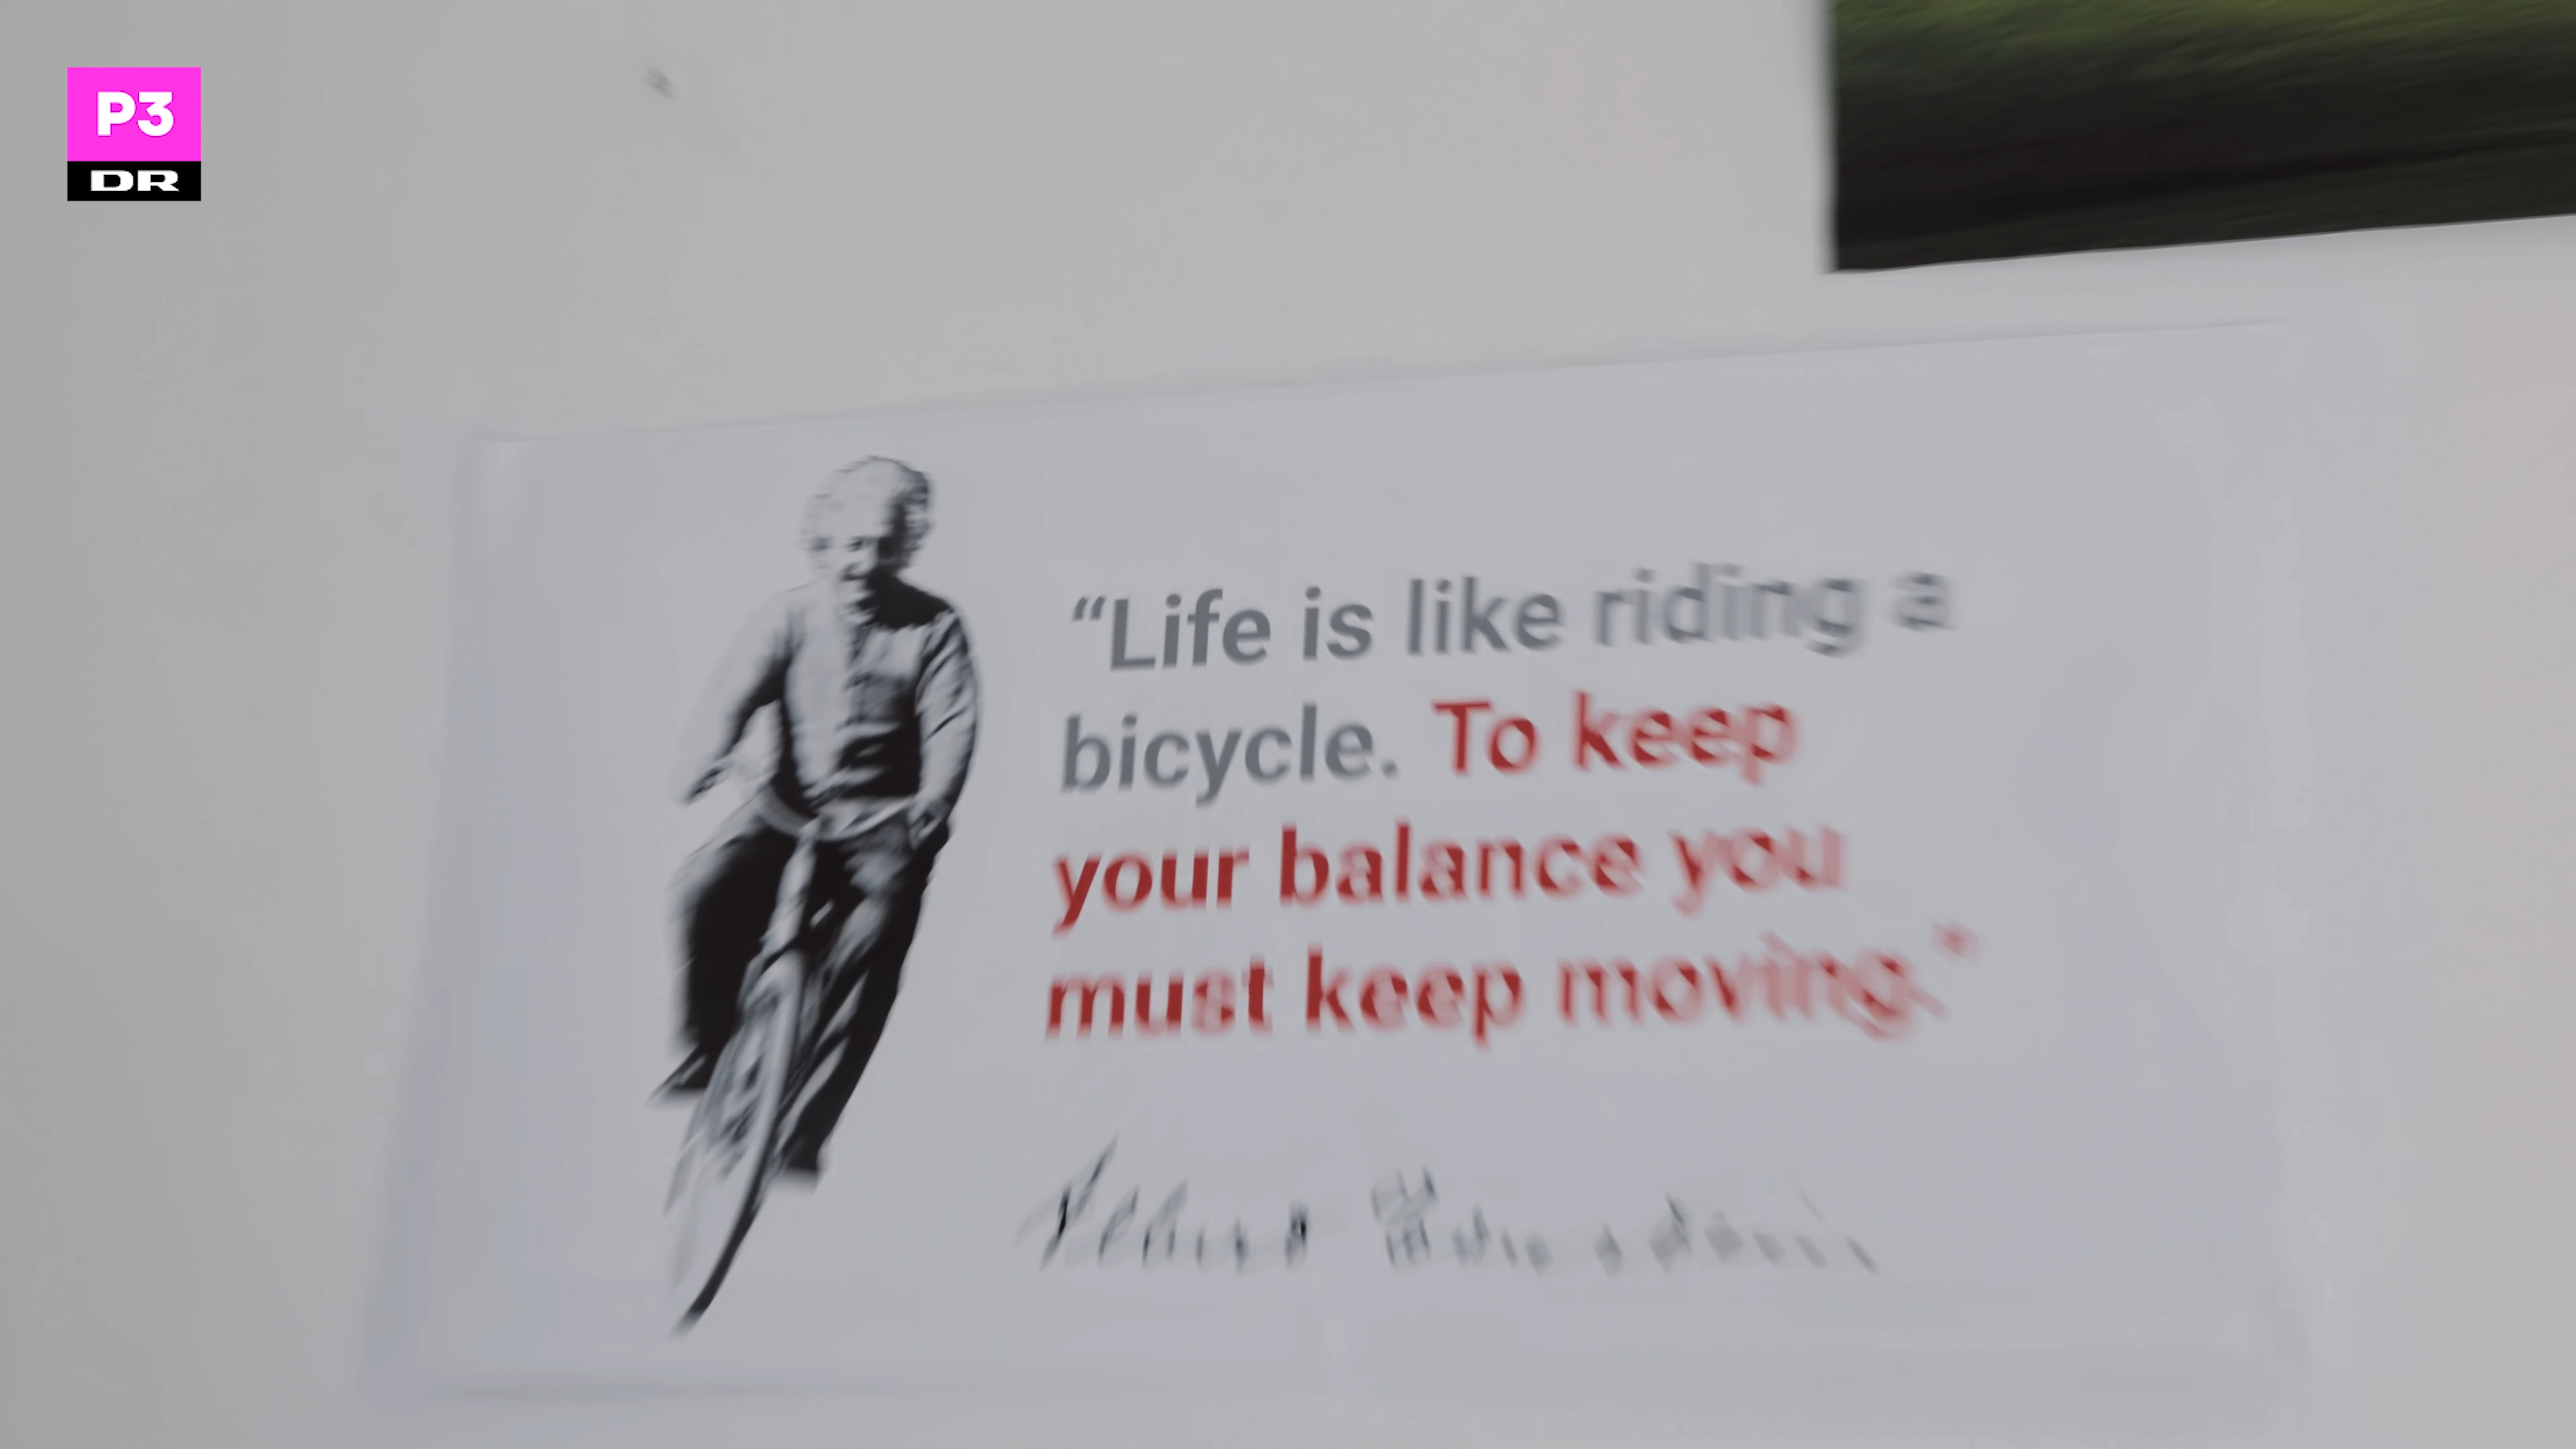 P3
DR
“Life is like riding a
bicycle. To keep
your balance you
must keep moving.”